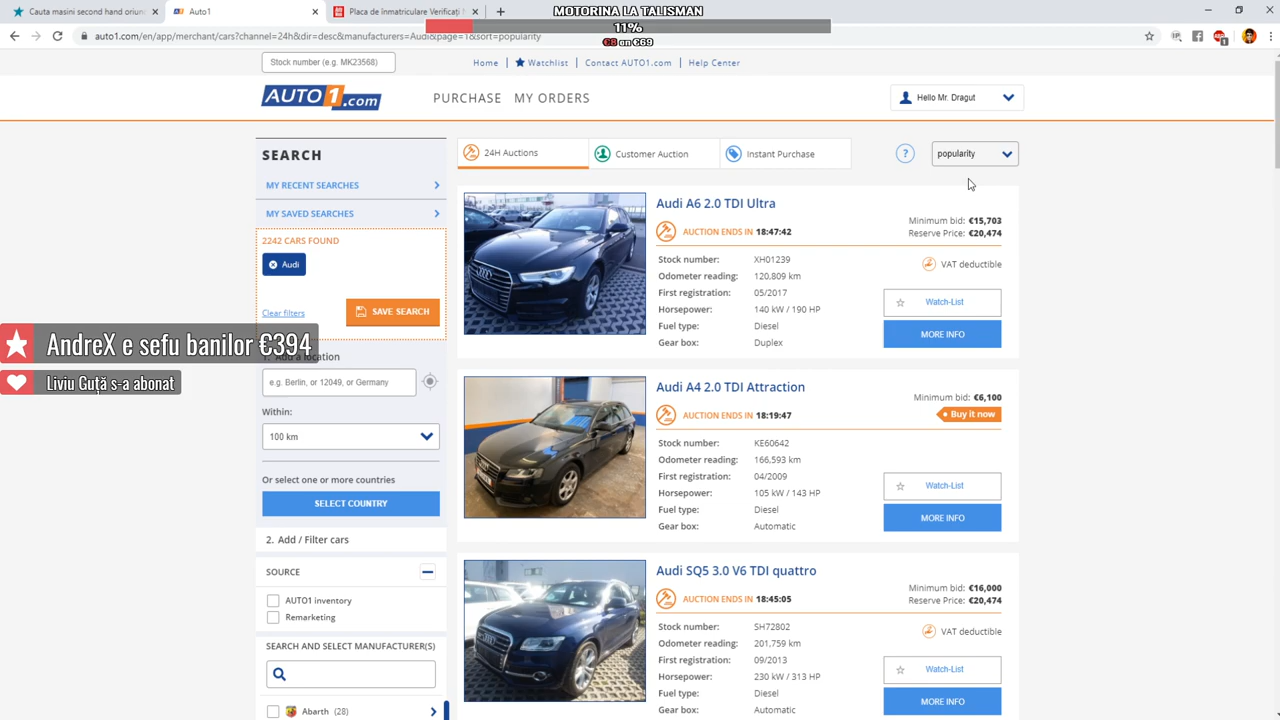 Cauta masini second hand oriun
Auto1
Placa de înmatriculare Verificați
MOTORINA LA TALISMAN
11%
€8 an €69
auto1.com/en/app/merchant/cars?channel=24h&dir=desc&manufacturers=Audi&page=1&sort=popularity
Stock number (e.g. MK23568)
Home
Watchlist
Contact AUTO1.com
Help Center
AUTO1.com
PURCHASE
MY ORDERS
Hello Mr. Dragut
SEARCH
MY RECENT SEARCHES
MY SAVED SEARCHES
2242 CARS FOUND
Audi
Clear filters
SAVE SEARCH
AndreX e sefu banilor €394
Liviu Guță s-a abonat
1. Add a location
e.g. Berlin, or 12049, or Germany
Within:
100 km
Or select one or more countries
SELECT COUNTRY
2. Add / Filter cars
SOURCE
AUTO1 inventory
Remarketing
SEARCH AND SELECT MANUFACTURER(S)
Abarth (28)
24H Auctions
Customer Auction
Instant Purchase
?
popularity
Audi A6 2.0 TDI Ultra
AUCTION ENDS IN 18:47:42
Minimum bid: €15,703
Reserve Price: €20,474
Stock number: XH01239
Odometer reading: 120,809 km
First registration: 05/2017
Horsepower: 140 kW / 190 HP
Fuel type: Diesel
Gear box: Duplex
VAT deductible
Watch-List
MORE INFO
Audi A4 2.0 TDI Attraction
AUCTION ENDS IN 18:19:47
Minimum bid: €6,100
Buy it now
Stock number: KE60642
Odometer reading: 166,593 km
First registration: 04/2009
Horsepower: 105 kW / 143 HP
Fuel type: Diesel
Gear box: Automatic
Watch-List
MORE INFO
Audi SQ5 3.0 V6 TDI quattro
AUCTION ENDS IN 18:45:05
Minimum bid: €16,000
Reserve Price: €20,474
Stock number: SH72802
Odometer reading: 201,759 km
First registration: 09/2013
Horsepower: 230 kW / 313 HP
Fuel type: Diesel
Gear box: Automatic
VAT deductible
Watch-List
MORE INFO